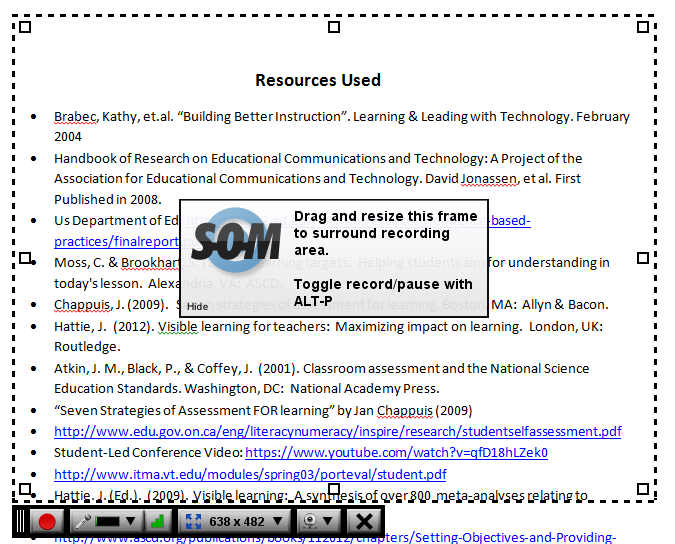 Resources Used
Brabec, Kathy, et.al. “Building Better Instruction”. Learning & Leading with Technology. February
2004
Handbook of Research on Educational Communications and Technology: A Project of the
Association for Educational Communications and Technology. David Jonassen, et al. First
Published in 2008.
Us Department of Ed -based-
practices/finalreport
Moss, C. & Brookhart, S. learning targets: Helping students aim for understanding in
today's lesson. Alexandria, VA: ASCD.
Chappuis, J. (2009). Seven strategies of assessment for learning. Boston, MA: Allyn & Bacon.
SOM
Drag and resize this frame
to surround recording
area.
Toggle record/pause with
ALT-P
Hide
Hattie, J. (2012). Visible learning for teachers: Maximizing impact on learning. London, UK:
Routledge.
Atkin, J. M., Black, P., & Coffey, J. (2001). Classroom assessment and the National Science
Education Standards. Washington, DC: National Academy Press.
“Seven Strategies of Assessment FOR learning” by Jan Chappuis (2009)
http://www.edu.gov.on.ca/eng/literacynumeracy/inspire/research/studentselfassessment.pdf
Student-Led Conference Video: https://www.youtube.com/watch?v=qfD18hLZek0
http://www.itma.vt.edu/modules/spring03/porteval/student.pdf
Hattie, J. (Ed.). (2009). Visible learning: A synthesis of over 800 meta-analyses relating to
638 x 482
http://www.ascd.org/publications/books/112012/chapters/Setting-Objectives-and-Providing-